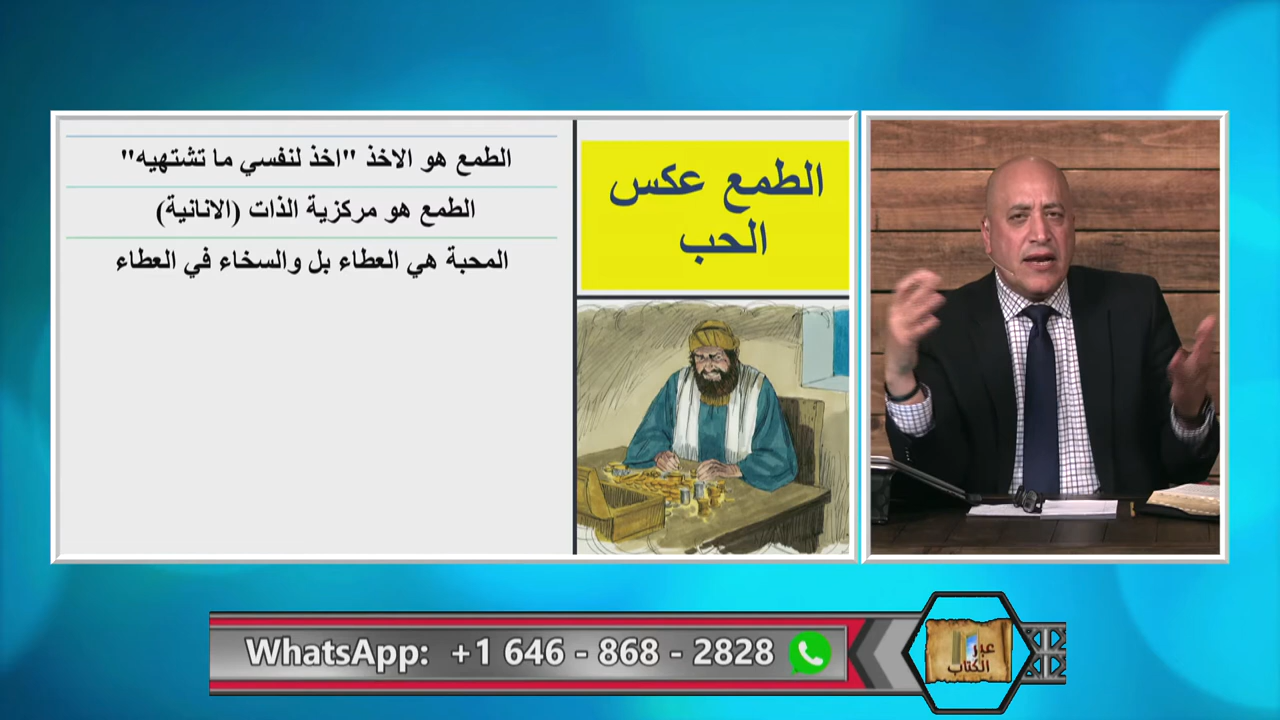 الطمع عكس
الحب
الطمع هو الاخذ "اخذ لنفسي ما تشتهيه"
الطمع هو مركزية الذات (الانانية)
المحبة هي العطاء بل والسخاء في العطاء
WhatsApp: +1 646 - 868 - 2828
عبر
الكتاب